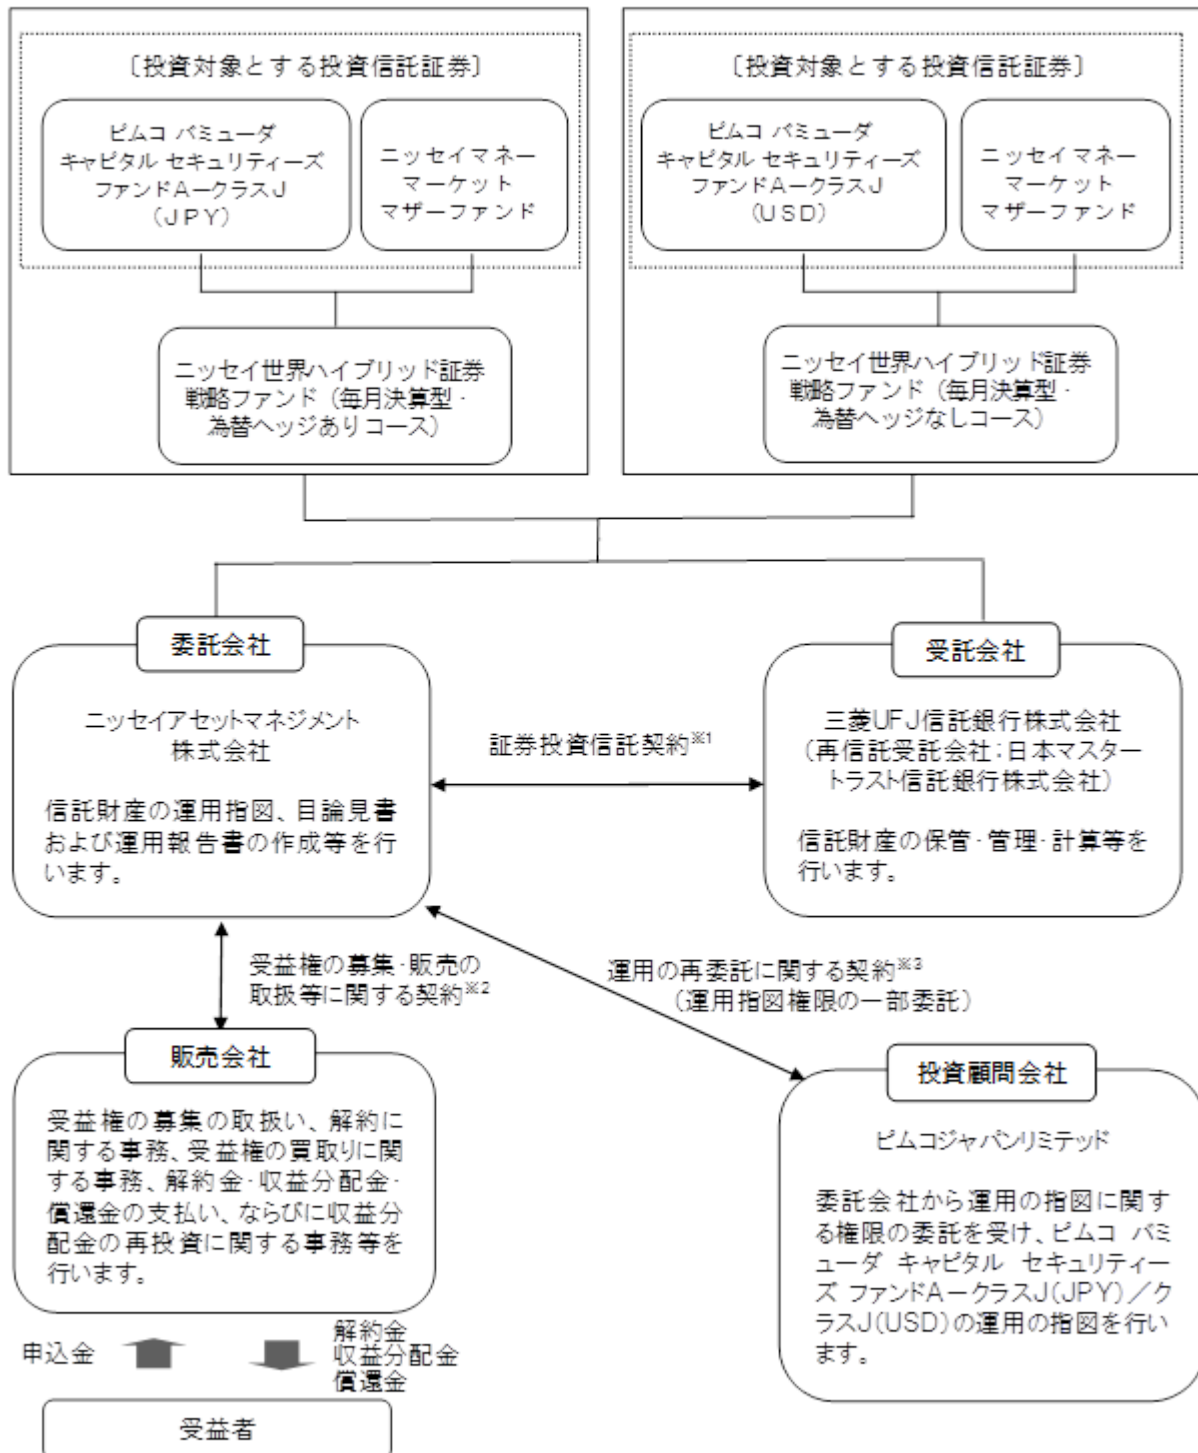 〔投資対象とする投資信託証券〕
ピムコ バミューダ
キャピタル セキュリティーズ
ファンドA－クラスJ
(JPY)
ニッセイマネー
マーケット
マザーファンド
ニッセイ世界ハイブリッド証券
戦略ファンド（毎月決算型・
為替ヘッジありコース）
〔投資対象とする投資信託証券〕
ピムコ バミューダ
キャピタル セキュリティーズ
ファンドA－クラスJ
(USD)
ニッセイマネー
マーケット
マザーファンド
ニッセイ世界ハイブリッド証券
戦略ファンド（毎月決算型・
為替ヘッジなしコース）
委託会社
ニッセイアセットマネジメント
株式会社
信託財産の運用指図、目論見書
および運用報告書の作成等を行
います。
証券投資信託契約※1
受託会社
三菱UFJ信託銀行株式会社
（再信託受託会社；日本マスター
トラスト信託銀行株式会社）
信託財産の保管・管理・計算等を
行います。
受益権の募集・販売の
取扱等に関する契約※2
運用の再委託に関する契約※3
（運用指図権限の一部委託）
販売会社
受益権の募集の取扱い、解約に
関する事務、受益権の買取りに関
する事務、解約金・収益分配金・
償還金の支払い、ならびに収益分
配金の再投資に関する事務等を
行います。
投資顧問会社
ピムコジャパンリミテッド
委託会社から運用の指図に関す
る権限の委託を受け、ピムコ バミ
ューダ キャピタル セキュリティー
ズ ファンドA－クラスJ(JPY)／ク
ラスJ(USD)の運用の指図を行い
ます。
申込金
解約金
収益分配金
償還金
受益者